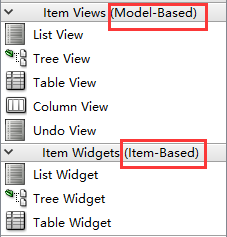 Item Views (Model-Based)
List View
Tree View
Table View
Column View
Undo View
Item Widgets (Item-Based)
List Widget
Tree Widget
Table Widget